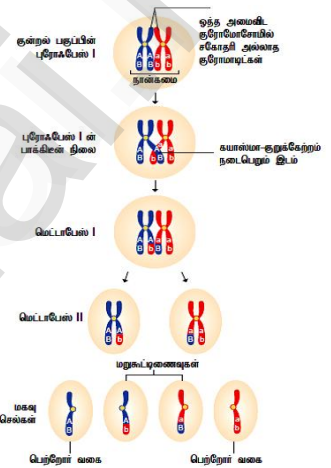 ஒத்த அமைவிட
குரோமோசோமில்
சகோதரி அல்லாத
குரோமாடிட்கள்
குன்றல் பகுப்பின்
புரோஃபேஸ் I
A A a a
B B b b
நான்கமை
புரோஃபேஸ் I ன்
பாக்கிடீன் நிலை
கயாஸ்மா-குறுக்கேற்றம்
நடைபெறும் இடம்
A A a a
B b B b
மெட்டாபேஸ் I
A A a a
B b B b
மெட்டாபேஸ் II
A A
B b
a a
B b
மறுகூட்டிணைவுகள்
மகவு
செல்கள்
A
B
A
b
a
B
a
b
பெற்றோர் வகை
பெற்றோர் வகை